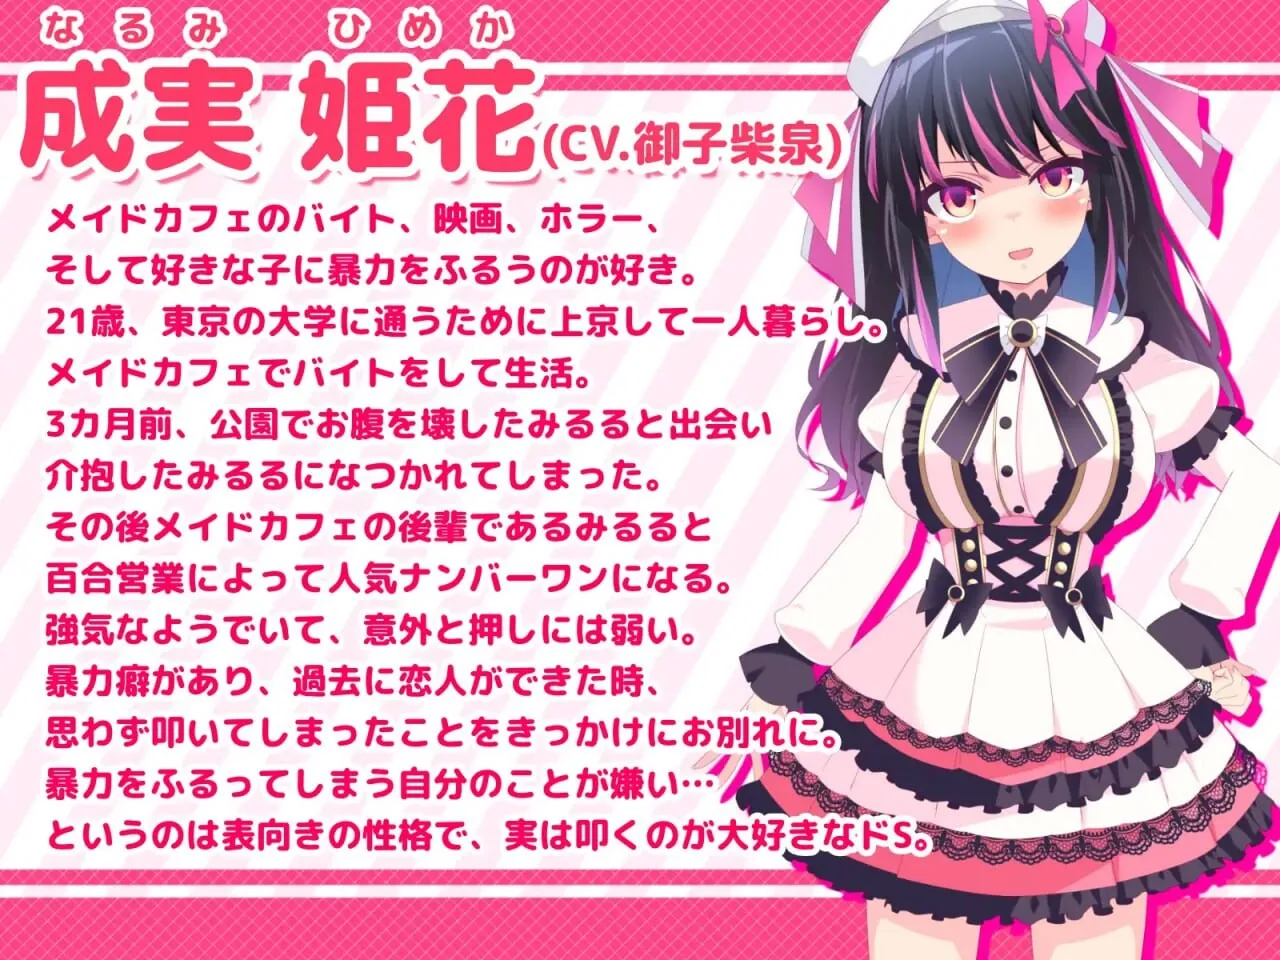 なるみ ひめか
成実 姫花(CV.御子柴泉)
メイドカフェのバイト、映画、ホラー、
そして好きな子に暴力をふるうのが好き。
21歳、東京の大学に通うために上京して一人暮らし。
メイドカフェでバイトをして生活。
3カ月前、公園でお腹を壊したみるると出会い
介抱したみるるになつかれてしまった。
その後メイドカフェの後輩であるみるると
百合営業によって人気ナンバーワンになる。
強気なようでいて、意外と押しには弱い。
暴力癖があり、過去に恋人ができた時、
思わず叩いてしまったことをきっかけにお別れに。
暴力をふるってしまう自分のことが嫌い…
というのは表向きの性格で、実は叩くのが大好きなドS。